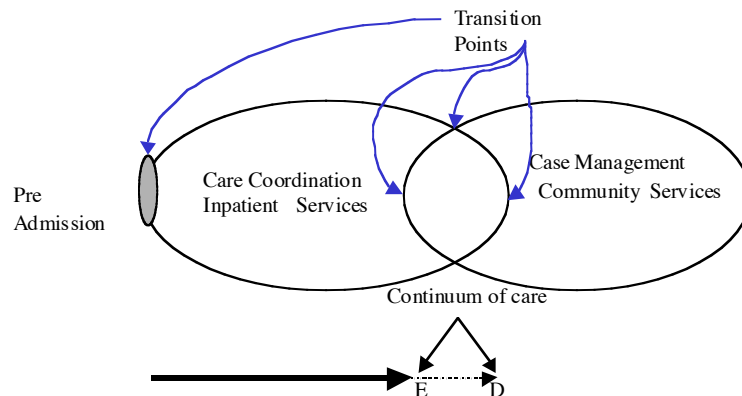 Transition
Points
Pre
Admission
Care Coordination
Inpatient Services
Case Management
Community Services
Continuum of care
E D